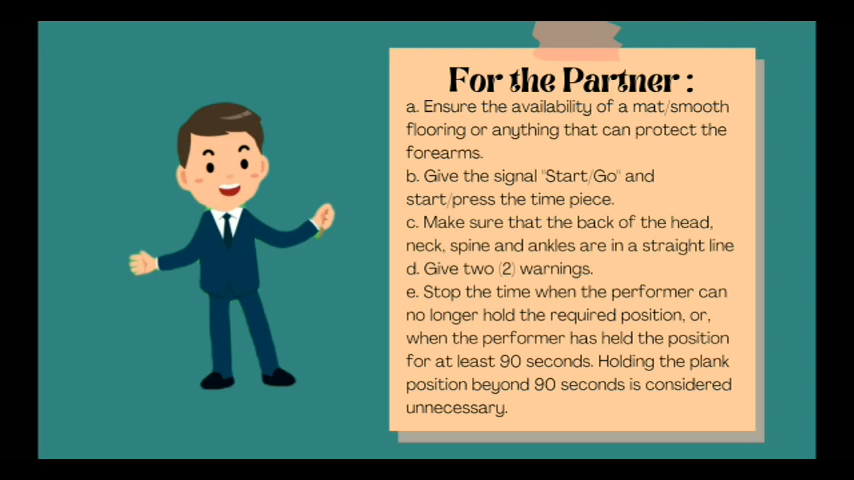 For the Partner :
a. Ensure the availability of a mat/smooth
flooring or anything that can protect the
forearms.
b. Give the signal "Start/Go" and
start/press the time piece.
c. Make sure that the back of the head,
neck, spine and ankles are in a straight line
d. Give two (2) warnings.
e. Stop the time when the performer can
no longer hold the required position, or,
when the performer has held the position
for at least 90 seconds. Holding the plank
position beyond 90 seconds is considered
unnecessary.